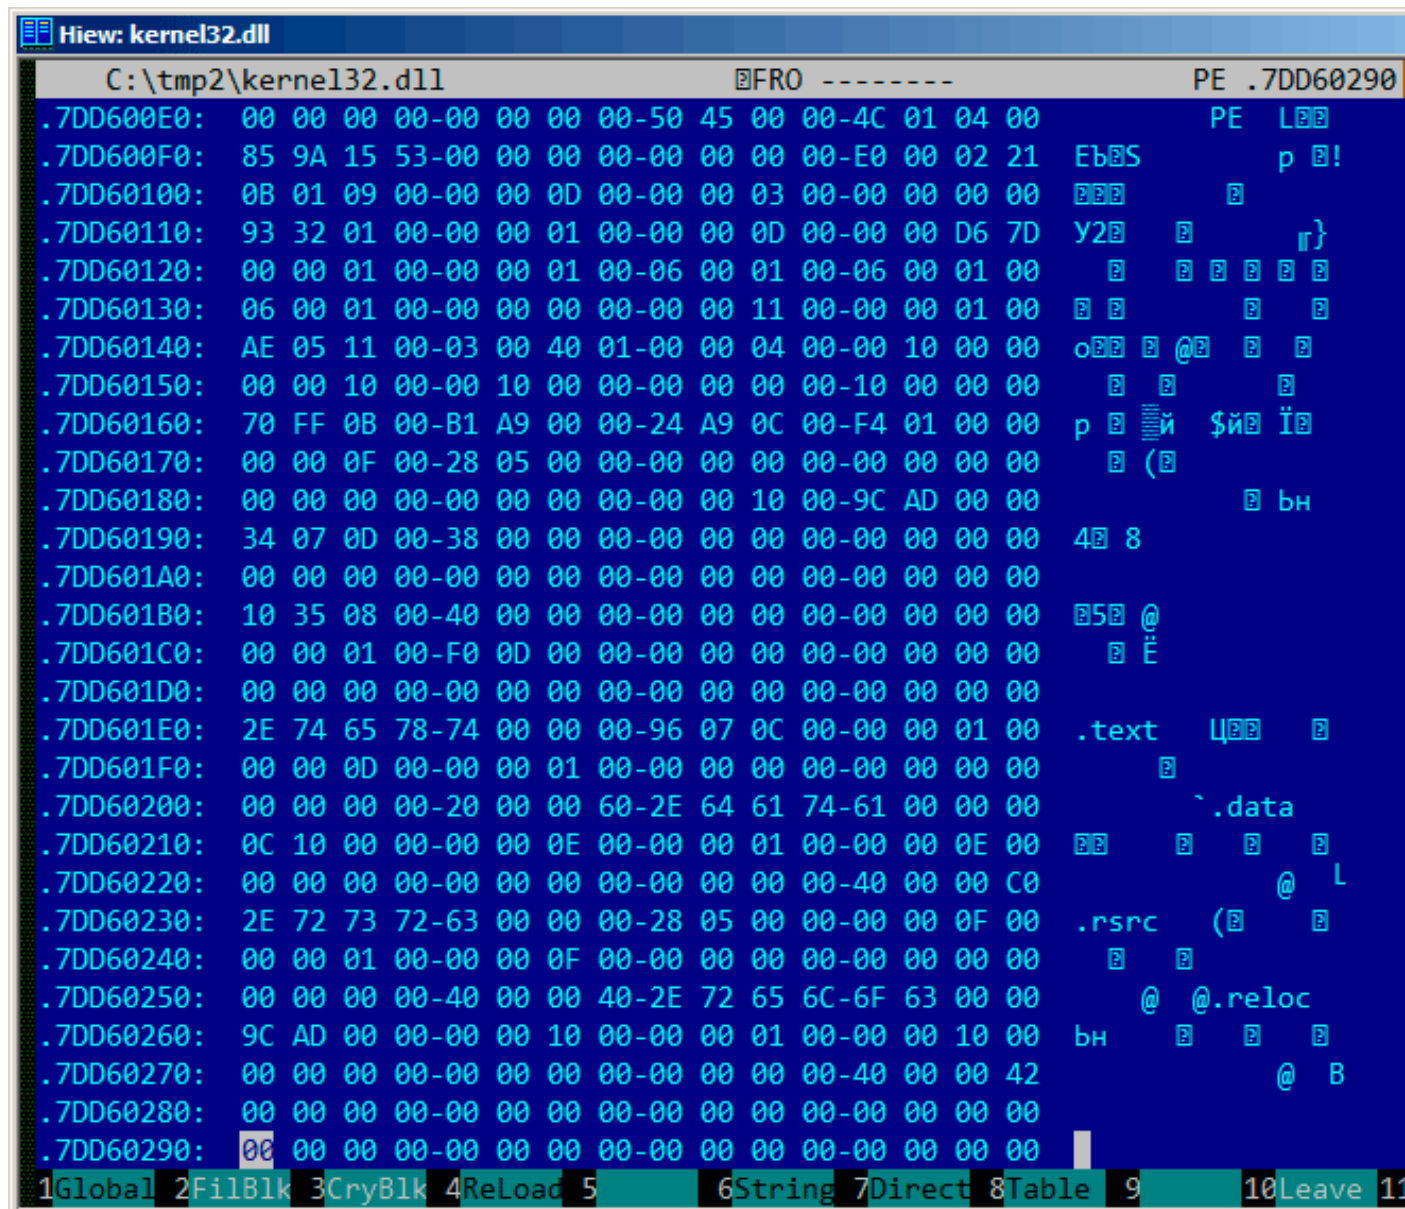 Hiew: kernel32.dll
C:\tmp2\kernel32.dll FRO -------- PE .7DD60290
.7DD600E0: 00 00 00 00-00 00 00 00-50 45 00 00-4C 01 04 00 PE L
.7DD600F0: 85 9A 15 53-00 00 00 00-00 00 00 00-E0 00 02 21 ЕЪ S р !
.7DD60100: 0B 01 09 00-00 00 0D 00-00 00 03 00-00 00 00 00
.7DD60110: 93 32 01 00-00 00 01 00-00 00 0D 00-00 00 D6 7D У2 ╓}
.7DD60120: 00 00 01 00-00 00 01 00-06 00 01 00-06 00 01 00
.7DD60130: 06 00 01 00-00 00 00 00-00 00 11 00-00 00 01 00
.7DD60140: AE 05 11 00-03 00 40 01-00 00 04 00-00 10 00 00 о @
.7DD60150: 00 00 10 00-00 10 00 00-00 00 00 00-10 00 00 00
.7DD60160: 70 FF 0B 00-B1 A9 00 00-24 A9 0C 00-F4 01 00 00 p ▒й $й Ї
.7DD60170: 00 00 0F 00-28 05 00 00-00 00 00 00-00 00 00 00 (
.7DD60180: 00 00 00 00-00 00 00 00-00 00 10 00-9C AD 00 00 Ьн
.7DD60190: 34 07 0D 00-38 00 00 00-00 00 00 00-00 00 00 00 4 8
.7DD601A0: 00 00 00 00-00 00 00 00-00 00 00 00-00 00 00 00
.7DD601B0: 10 35 08 00-40 00 00 00-00 00 00 00-00 00 00 00 5 @
.7DD601C0: 00 00 01 00-F0 0D 00 00-00 00 00 00-00 00 00 00 Ё
.7DD601D0: 00 00 00 00-00 00 00 00-00 00 00 00-00 00 00 00
.7DD601E0: 2E 74 65 78-74 00 00 00-96 07 0C 00-00 00 01 00 .text Ц
.7DD601F0: 00 00 0D 00-00 00 01 00-00 00 00 00-00 00 00 00
.7DD60200: 00 00 00 00-20 00 00 60-2E 64 61 74-61 00 00 00 `.data
.7DD60210: 0C 10 00 00-00 00 0E 00-00 00 01 00-00 00 0E 00
.7DD60220: 00 00 00 00-00 00 00 00-00 00 00 00-40 00 00 C0 @ └
.7DD60230: 2E 72 73 72-63 00 00 00-28 05 00 00-00 00 0F 00 .rsrc (
.7DD60240: 00 00 01 00-00 00 0F 00-00 00 00 00-00 00 00 00
.7DD60250: 00 00 00 00-40 00 00 40-2E 72 65 6C-6F 63 00 00 @ @.reloc
.7DD60260: 9C AD 00 00-00 00 10 00-00 00 01 00-00 00 10 00 Ьн
.7DD60270: 00 00 00 00-00 00 00 00-00 00 00 00-40 00 00 42 @ B
.7DD60280: 00 00 00 00-00 00 00 00-00 00 00 00-00 00 00 00
.7DD60290: 00 00 00 00-00 00 00 00-00 00 00 00-00 00 00 00
1Global 2FilBlk 3CryBlk 4ReLoad 5 6String 7Direct 8Table 9 10Leave 11